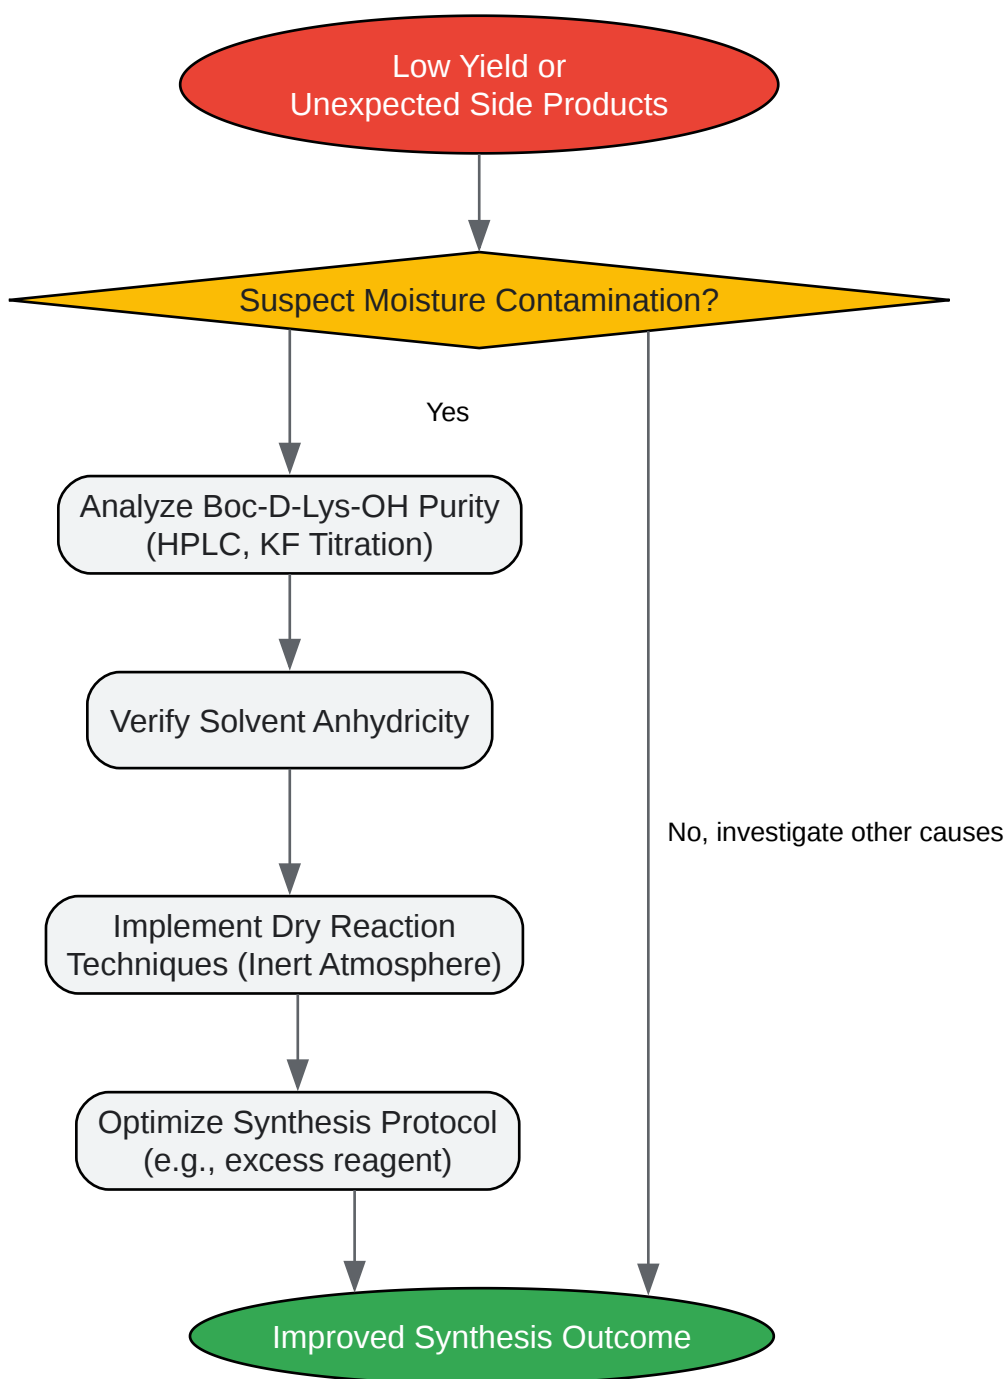 Low Yield or
Unexpected Side Products
Suspect Moisture Contamination?
Yes
Analyze Boc-D-Lys-OH Purity
(HPLC, KF Titration)
Verify Solvent Anhydricity
No, investigate other causes
Implement Dry Reaction
Techniques (Inert Atmosphere)
Optimize Synthesis Protocol
(e.g., excess reagent)
Improved Synthesis Outcome